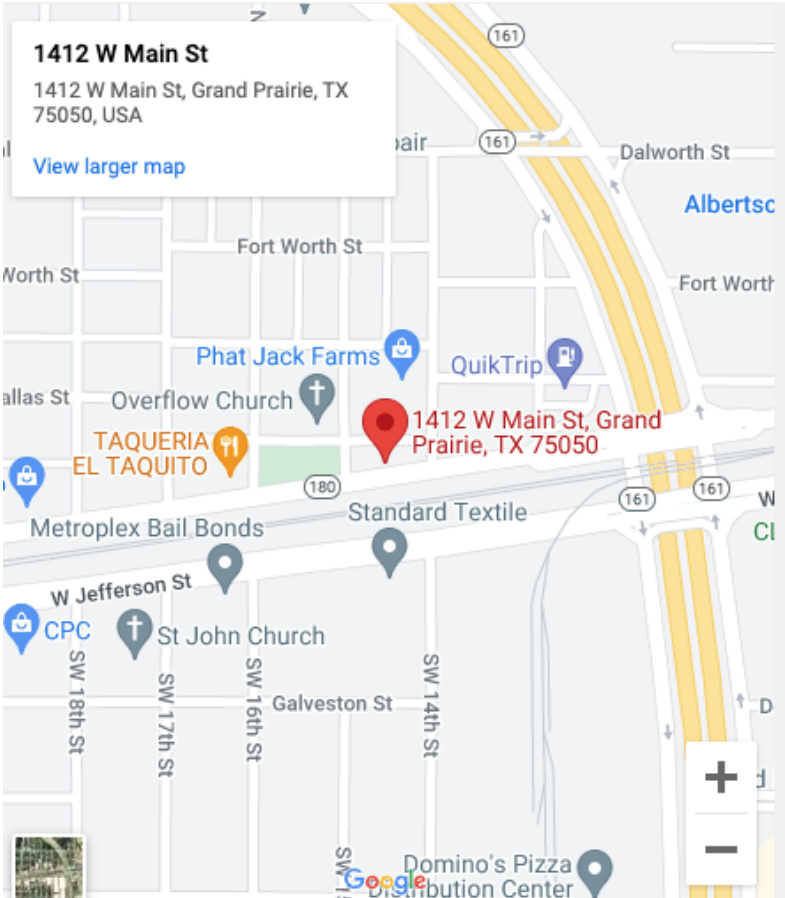 1412 W Main St
1412 W Main St, Grand Prairie, TX
75050, USA
View larger map
161
161
Dalworth St
Albertsc
Fort Worth St
Worth St
Fort Worth
Phat Jack Farms
QuikTrip
allas St
Overflow Church
1412 W Main St, Grand
Prairie, TX 75050
TAQUERIA
EL TAQUITO
180
161
161
W
Standard Textile
Metroplex Bail Bonds
CL
W Jefferson St
CPC
St John Church
SW 18th St
SW 17th St
SW 16th St
SW 14th St
Galveston St
D
+
−
SW
Domino's Pizza
Distribution Center
Google